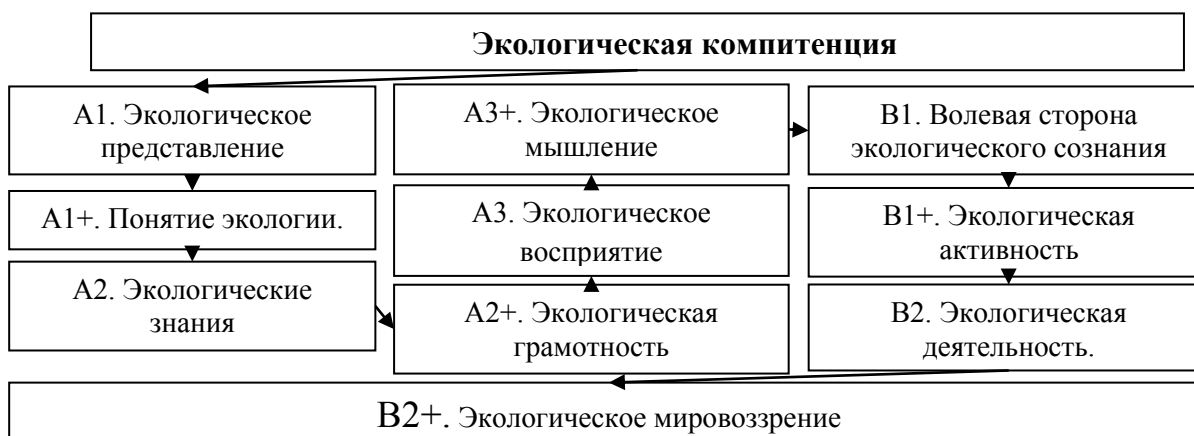 Экологическая компитенция
А1. Экологическое
представление
А1+. Понятие экологии.
А2. Экологические
знания
А3+. Экологическое
мышление
А3. Экологическое
восприятие
А2+. Экологическая
грамотность
В1. Волевая сторона
экологического сознания
В1+. Экологическая
активность
В2. Экологическая
деятельность.
В2+. Экологическое мировоззрение